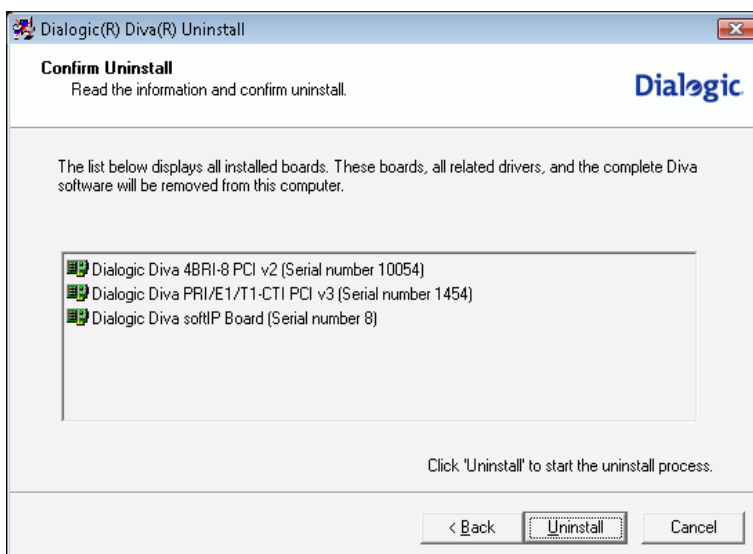 Dialogic(R) Diva(R) Uninstall
Confirm Uninstall
Read the information and confirm uninstall.
Dialogic
The list below displays all installed boards. These boards, all related drivers, and the complete Diva
software will be removed from this computer.
Dialogic Diva 4BRI-8 PCI v2 (Serial number 10054)
Dialogic Diva PRI/E1/T1-CTI PCI v3 (Serial number 1454)
Dialogic Diva softIP Board (Serial number 8)
Click 'Uninstall' to start the uninstall process.
< Back
Uninstall
Cancel